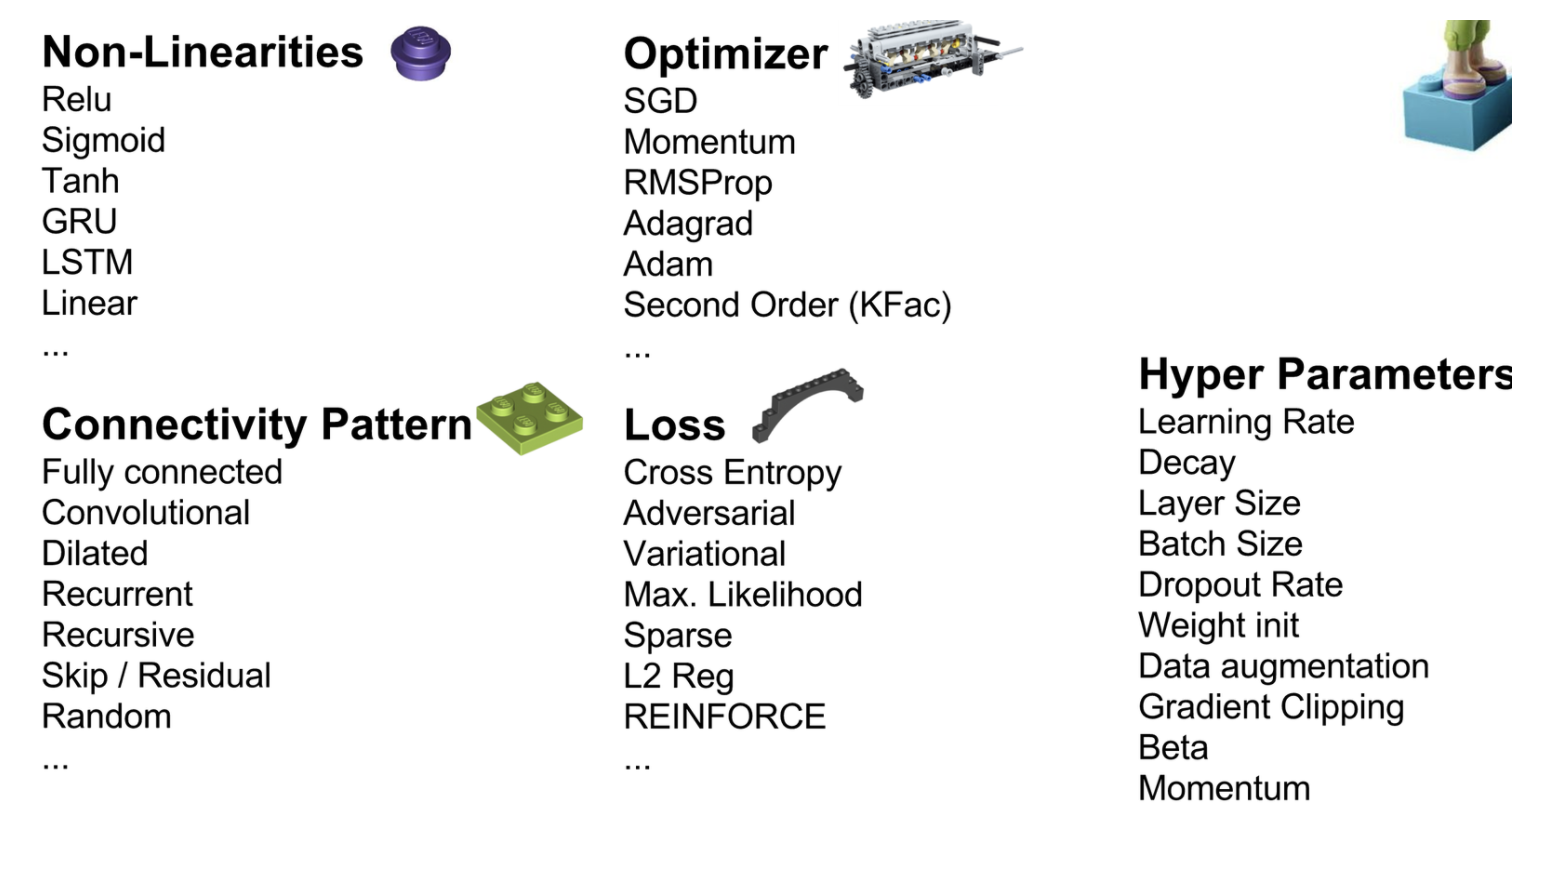 Non-Linearities
Relu
Sigmoid
Tanh
GRU
LSTM
Linear
...
Connectivity Pattern
Fully connected
Convolutional
Dilated
Recurrent
Recursive
Skip / Residual
Random
...
Optimizer
SGD
Momentum
RMSProp
Adagrad
Adam
Second Order (KFac)
...
Loss
Cross Entropy
Adversarial
Variational
Max. Likelihood
Sparse
L2 Reg
REINFORCE
...
Hyper Parameters
Learning Rate
Decay
Layer Size
Batch Size
Dropout Rate
Weight init
Data augmentation
Gradient Clipping
Beta
Momentum